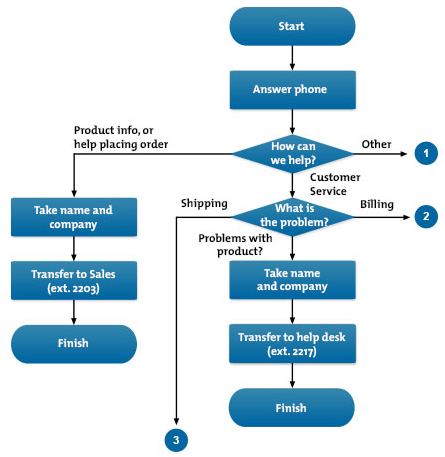 Start
Answer phone
Product info, or
help placing order
How can
we help?
Other
1
Customer
Service
Take name and
company
Shipping
What is
the problem?
Billing
2
Problems with
product?
Transfer to Sales
(ext. 2203)
Take name
and company
Finish
Transfer to help desk
(ext. 2217)
Finish
3